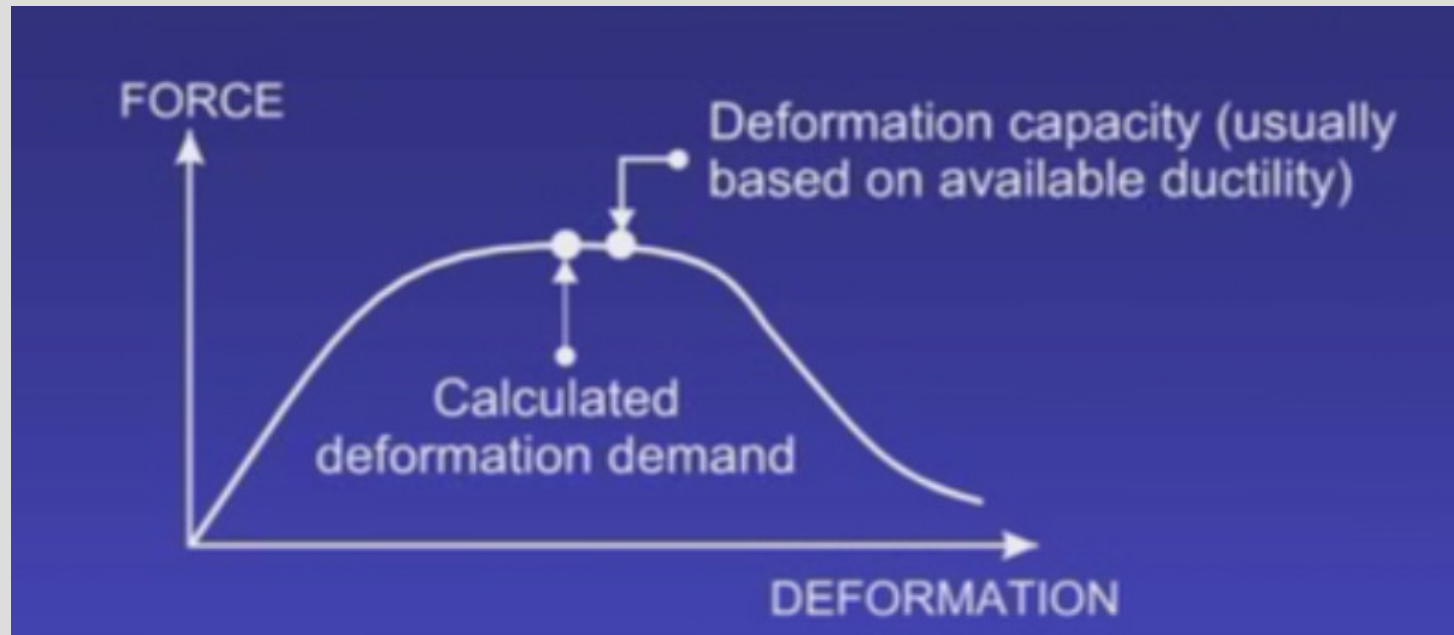 FORCE
Deformation capacity (usually
based on available ductility)
Calculated
deformation demand
DEFORMATION